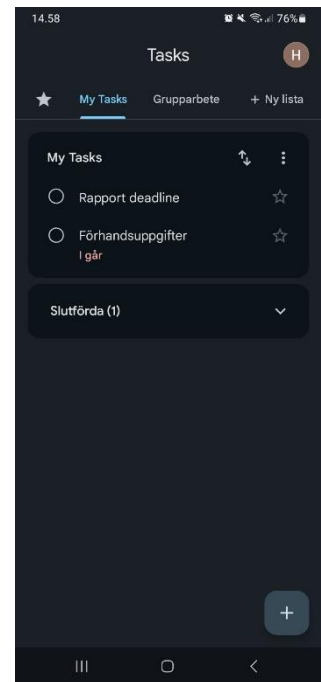 14.58 76%
Tasks H
My Tasks Grupparbete + Ny lista
My Tasks
Rapport deadline
Förhandsuppgifter
I går
Slutförda (1)
+